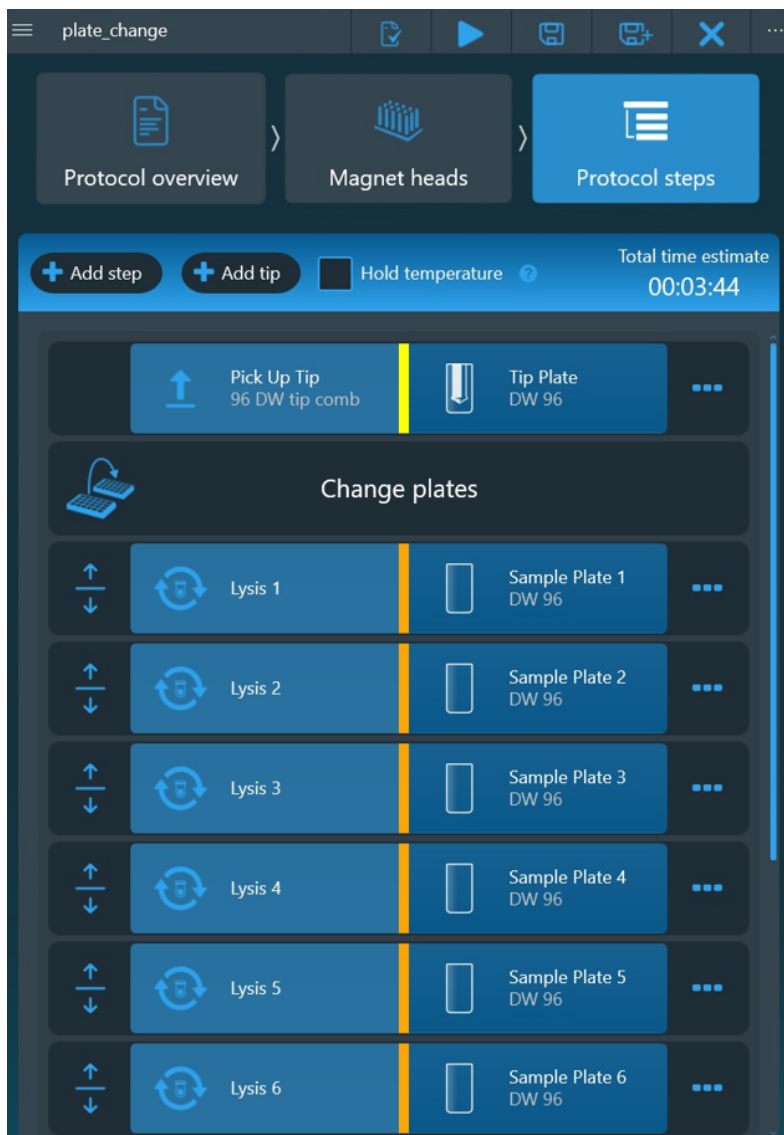 plate_change
Protocol overview
Magnet heads
Protocol steps
Add step
Add tip
Hold temperature
?
Total time estimate
00:03:44
Pick Up Tip
96 DW tip comb
Tip Plate
DW 96
Change plates
Lysis 1
Sample Plate 1
DW 96
Lysis 2
Sample Plate 2
DW 96
Lysis 3
Sample Plate 3
DW 96
Lysis 4
Sample Plate 4
DW 96
Lysis 5
Sample Plate 5
DW 96
Lysis 6
Sample Plate 6
DW 96